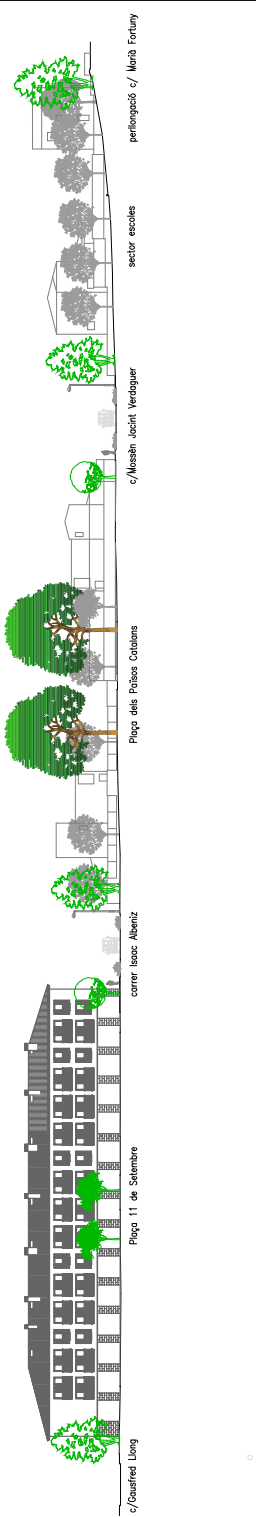 c/Gausfred Llong
Plaça 11 de Setembre
carrer Isaac Albeniz
Plaça dels Països Catalans
c/Mossèn Jacint Verdaguer
sector escoles
perllongació c/ Marià Fortuny